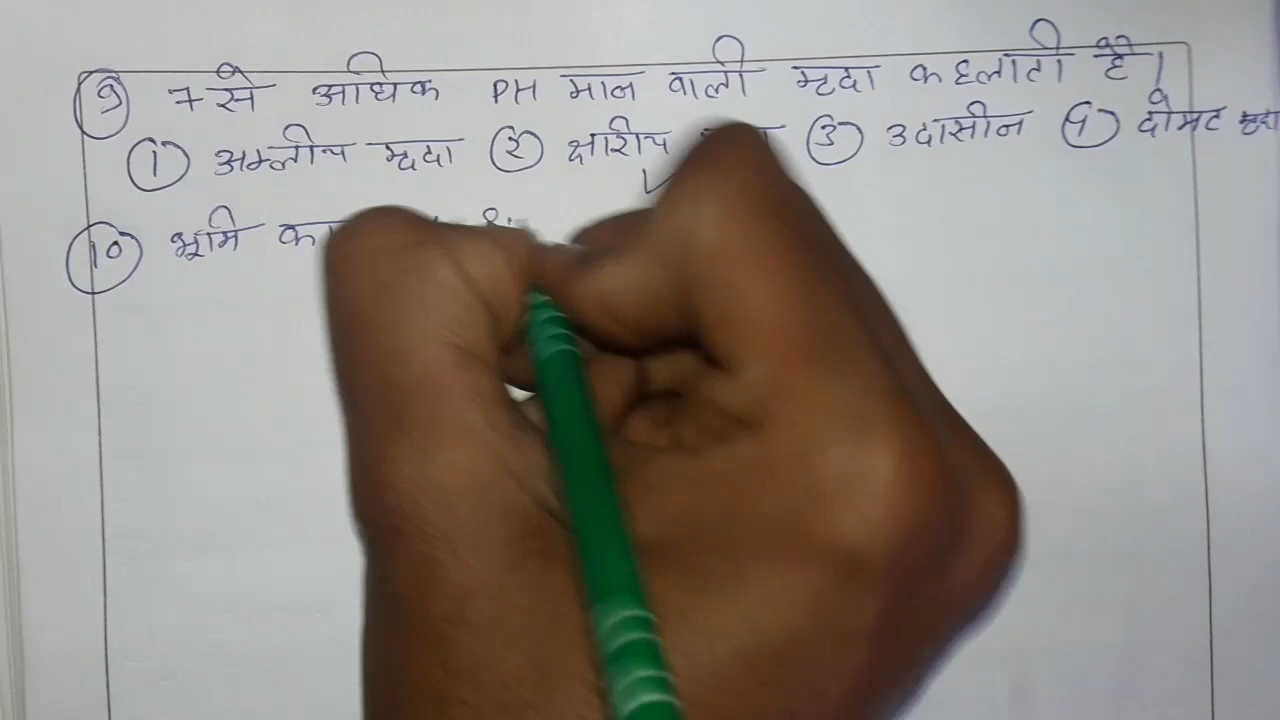 9 7 से अधिक PH मान वाली मृदा कहलाती है।
1 अम्लीय मृदा 2 क्षारीय 3 उदासीन 4 दोमट मृदा
10 भूमि का